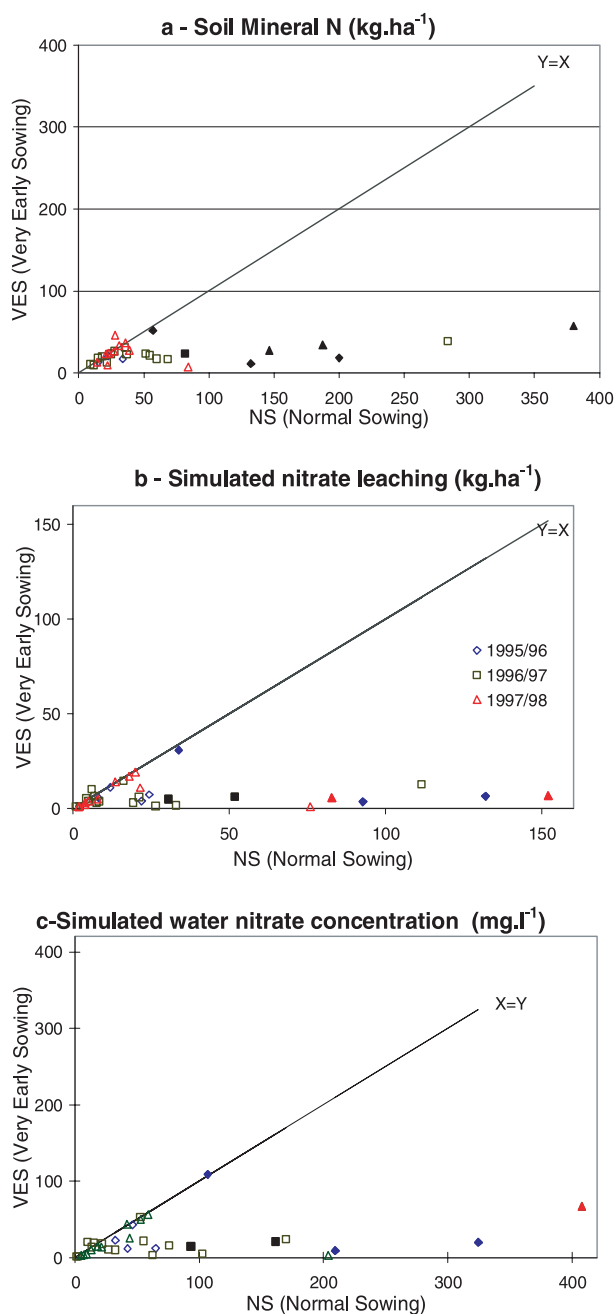 a - Soil Mineral N (kg.ha⁻¹)
400
Y=X
300
200
100
0
0 50 100 150 200 250 300 350 400
VES (Very Early Sowing)
NS (Normal Sowing)
b - Simulated nitrate leaching (kg.ha⁻¹)
150
Y=X
100
1995/96
1996/97
1997/98
50
0
0 50 100 150
VES (Very Early Sowing)
NS (Normal Sowing)
c-Simulated water nitrate concentration (mg.l⁻¹)
400
X=Y
300
200
100
0
0 100 200 300 400
VES (Very Early Sowing)
NS (Normal Sowing)